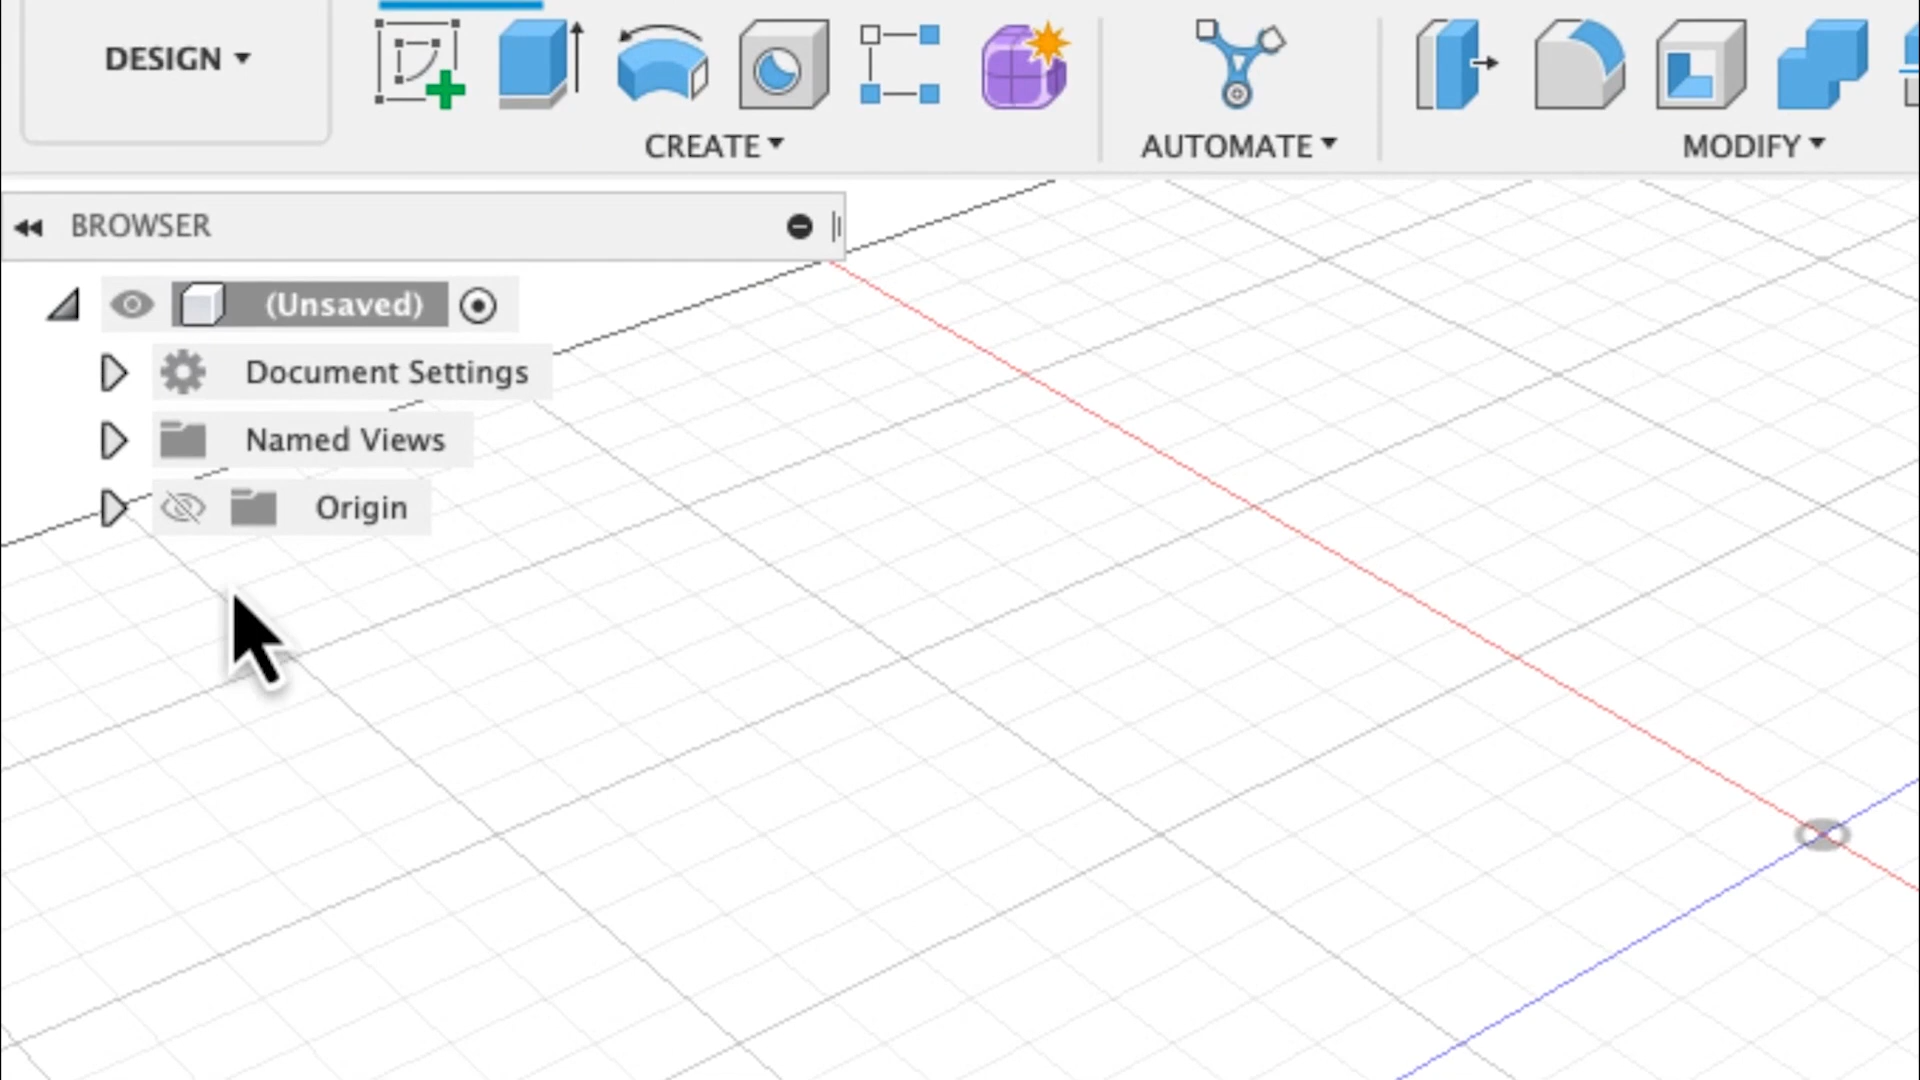 DESIGN
CREATE
AUTOMATE
MODIFY
BROWSER
(Unsaved)
Document Settings
Named Views
Origin